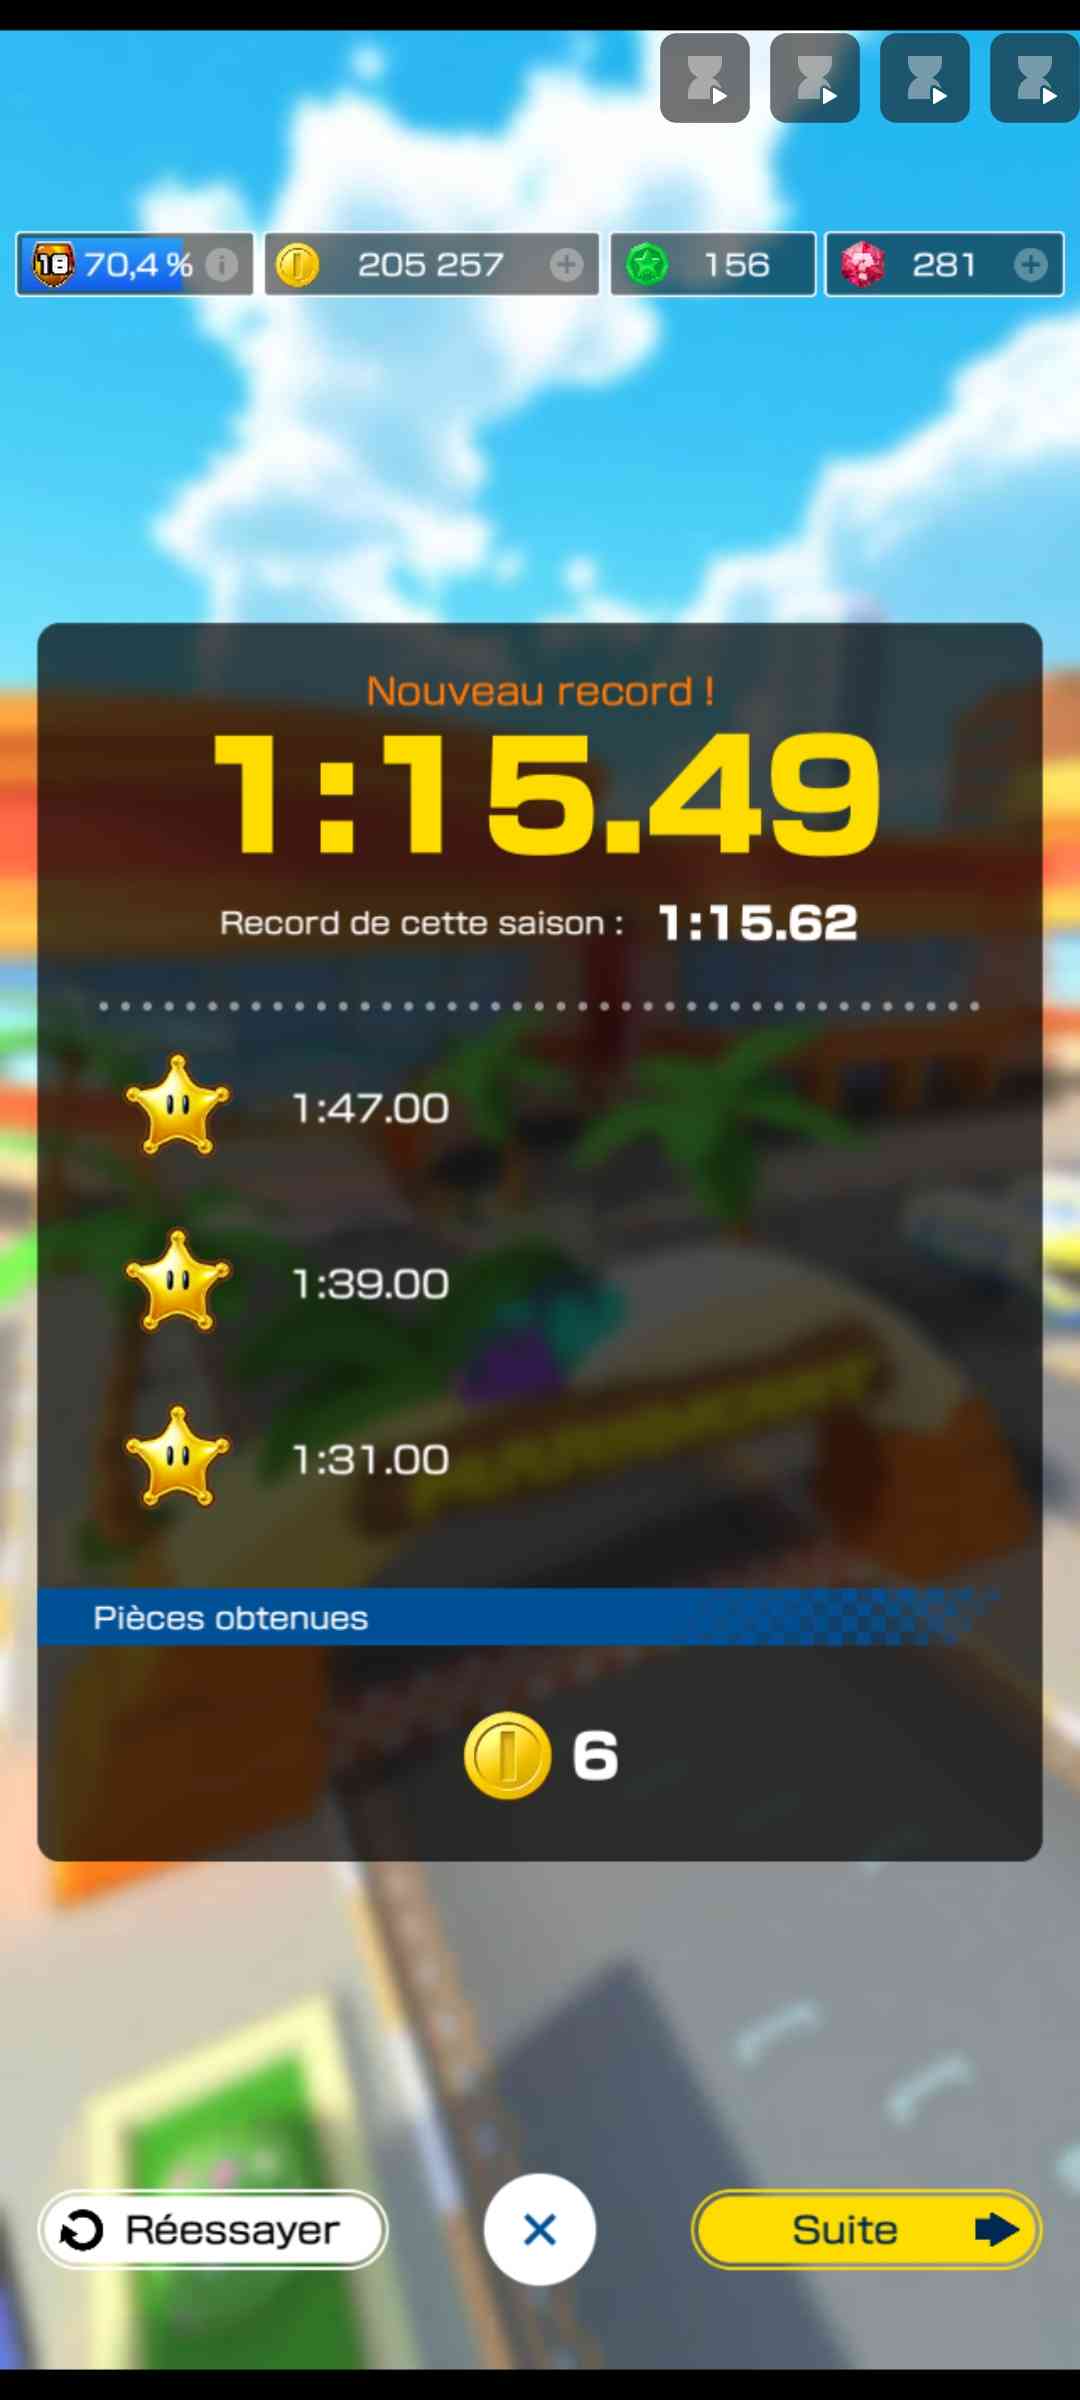 18 70,4 % i 205 257 156 281
Nouveau record !
1:15.49
Record de cette saison : 1:15.62
1:47.00
1:39.00
1:31.00
Pièces obtenues
6
Réessayer
Suite